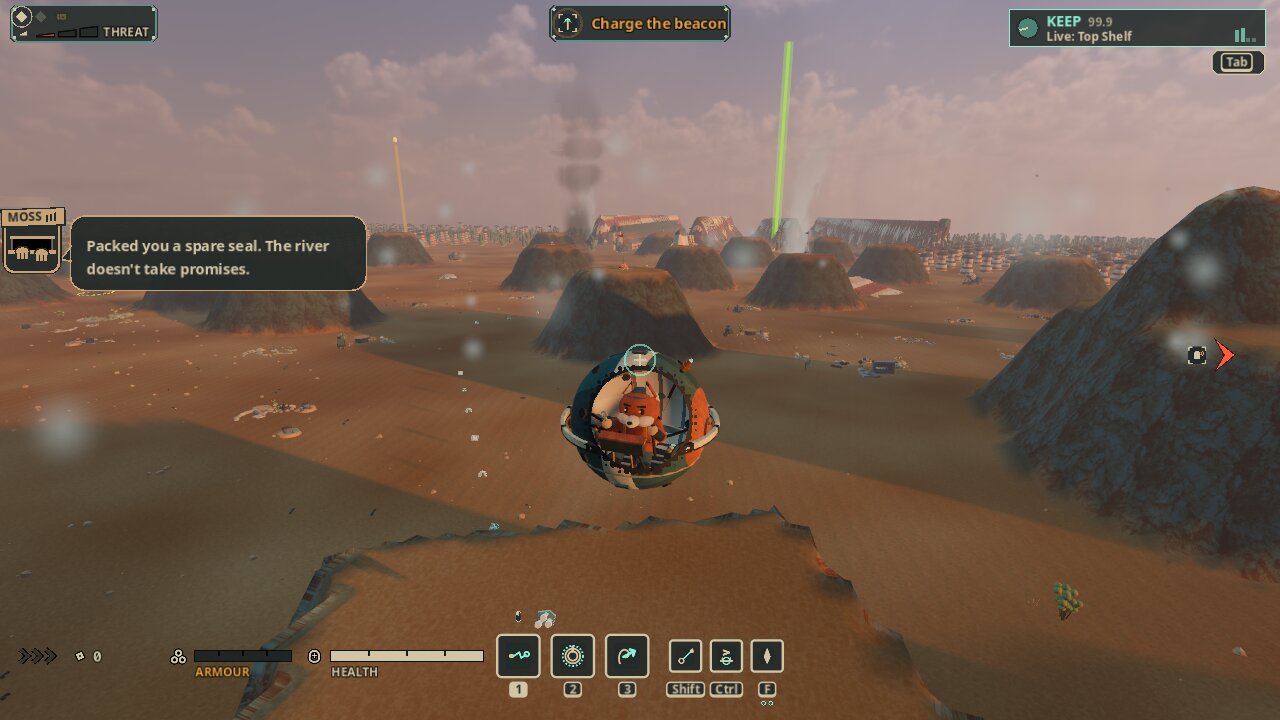 THREAT
Charge the beacon
KEEP 99.9
Live: Top Shelf
Tab
MOSS
Packed you a spare seal. The river
doesn't take promises.
0
ARMOUR
HEALTH
1
2
3
Shift
Ctrl
F